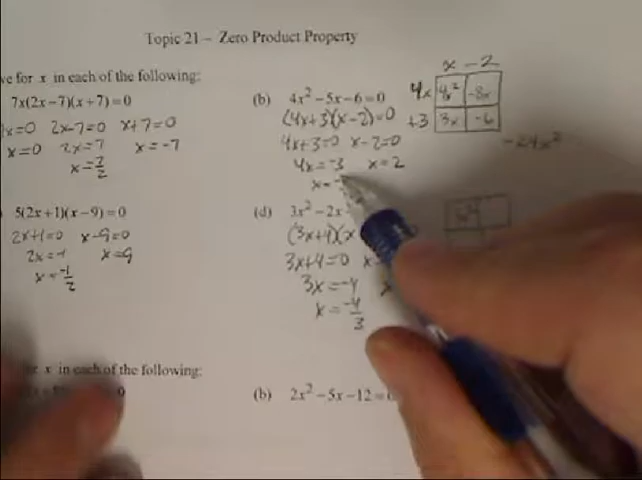 Topic 21 – Zero Product Property
ve for x in each of the following:
7x(2x−7)(x+7)=0
x=0 2x-7=0 x+7=0
x=0 2x=7 x=-7
x=7/2
(b) 4x²−5x−6=0
(4x+3)(x-2)=0
4x+3=0 x-2=0
4x=-3 x=2
x=-
x -2
4x 4x² -8x
+3 3x -6
-24x²
5(2x+1)(x−9)=0
2x+1=0 x-9=0
2x=-1 x=9
x=-1/2
(d) 3x²−2x
(3x+4)(x
3x+4=0 x
3x=-4
x=-4/3
x in each of the following:
(b) 2x²−5x−12=